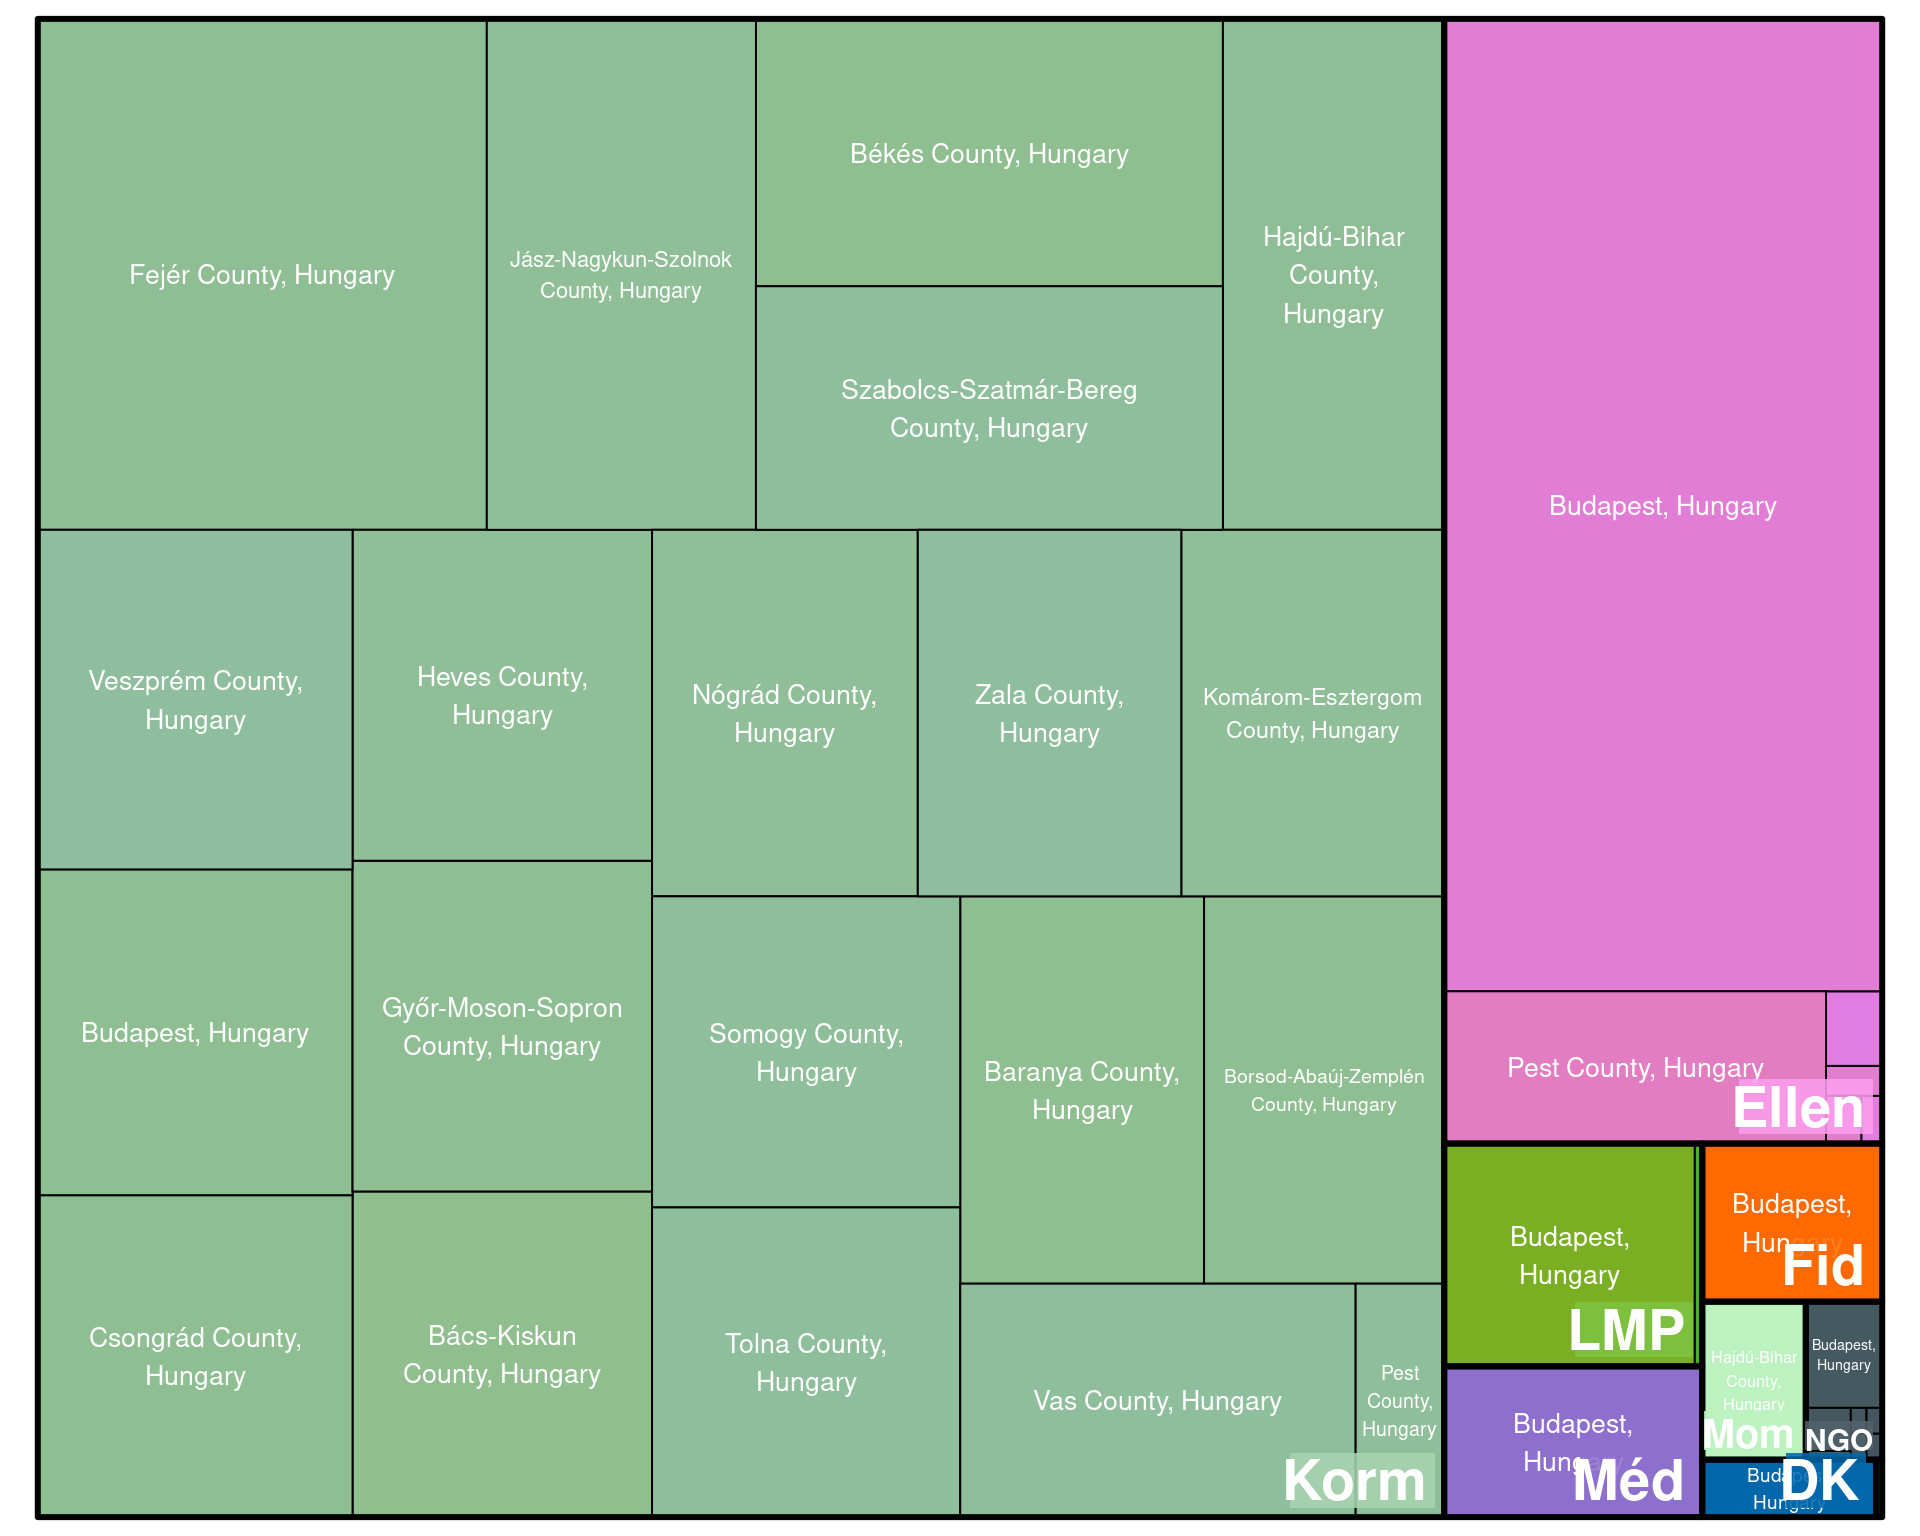 Fejér County, Hungary
Jász-Nagykun-Szolnok
County, Hungary
Békés County, Hungary
Szabolcs-Szatmár-Bereg
County, Hungary
Hajdú-Bihar
County,
Hungary
Veszprém County,
Hungary
Heves County,
Hungary
Nógrád County,
Hungary
Zala County,
Hungary
Komárom-Esztergom
County, Hungary
Budapest, Hungary
Győr-Moson-Sopron
County, Hungary
Somogy County,
Hungary
Baranya County,
Hungary
Borsod-Abaúj-Zemplén
County, Hungary
Csongrád County,
Hungary
Bács-Kiskun
County, Hungary
Tolna County,
Hungary
Vas County, Hungary
Pest
County,
Hungary
Korm
Budapest, Hungary
Pest County, Hungary
Ellen
Budapest,
Hungary
LMP
Budapest,
Hungary
Fid
Budapest,
Hungary
Méd
Hajdú-Bihar
County,
Hungary
Mom
Budapest,
Hungary
NGO
Budapest,
Hungary
DK